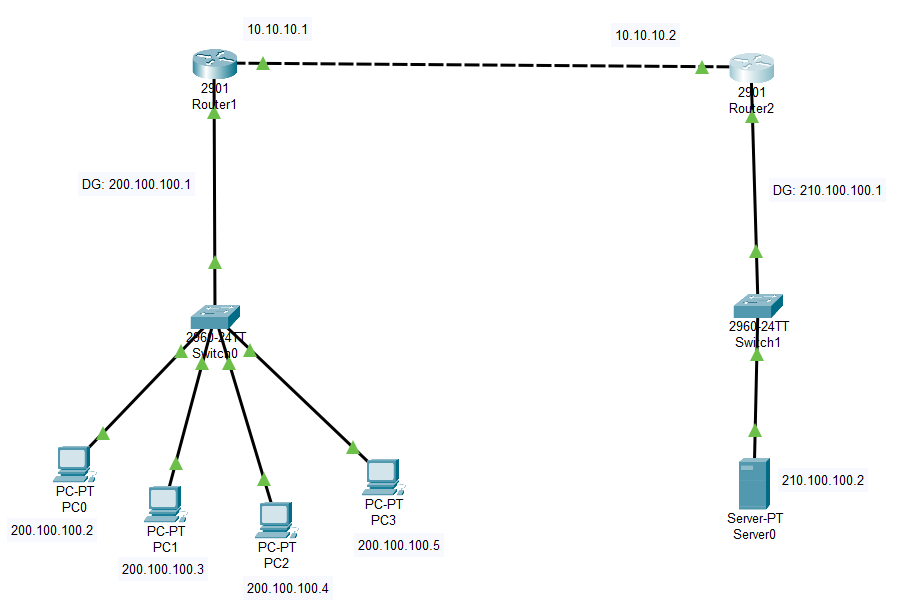 10.10.10.1
10.10.10.2
2901
Router1
2901
Router2
DG: 200.100.100.1
DG: 210.100.100.1
2960-24TT
Switch0
2960-24TT
Switch1
PC-PT
PC0
200.100.100.2
PC-PT
PC1
200.100.100.3
PC-PT
PC2
200.100.100.4
PC-PT
PC3
200.100.100.5
210.100.100.2
Server-PT
Server0